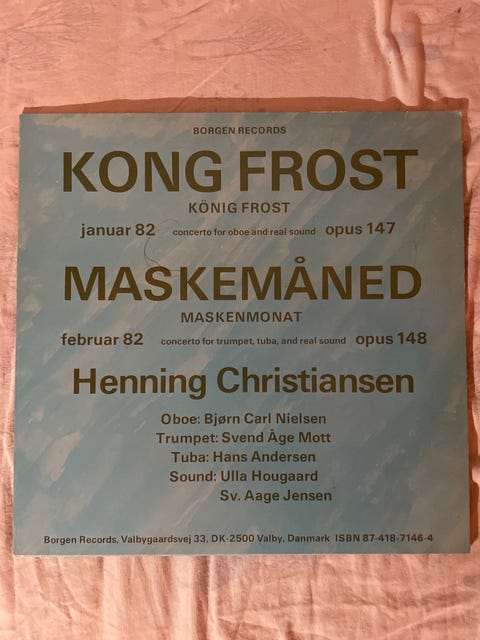 BORGEN RECORDS
KONG FROST
KÖNIG FROST
januar 82 concerto for oboe and real sound opus 147
MASKEMÅNED
MASKENMONAT
februar 82 concerto for trumpet, tuba, and real sound opus 148
Henning Christiansen
Oboe: Bjørn Carl Nielsen
Trumpet: Svend Åge Mott
Tuba: Hans Andersen
Sound: Ulla Hougaard
Sv. Aage Jensen
Borgen Records, Valbygaardsvej 33, DK-2500 Valby, Danmark ISBN 87-418-7146-4